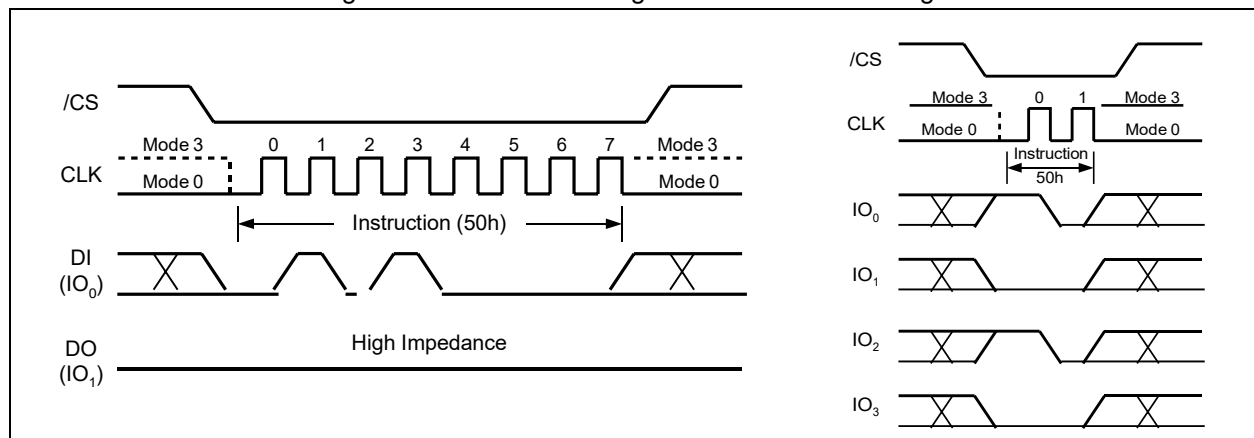 /CS
Mode 3 0 1 2 3 4 5 6 7 Mode 3
CLK
Mode 0 Mode 0
Instruction (50h)
DI
(IO0)
High Impedance
DO
(IO1)
/CS
Mode 3 0 1 Mode 3
CLK
Mode 0 Mode 0
Instruction
50h
IO0
IO1
IO2
IO3